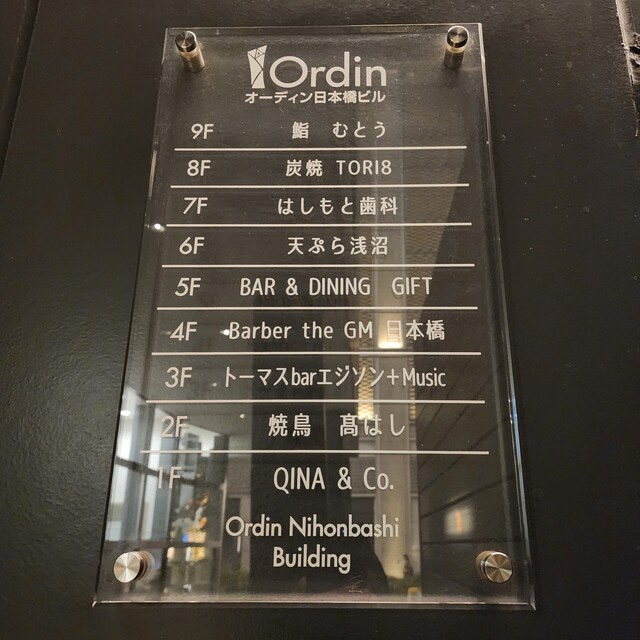 Ordin
オーディン日本橋ビル
9F 鮨 むとう
8F 炭焼 TORI8
7F はしもと歯科
6F 天ぷら浅沼
5F BAR & DINING GIFT
4F Barber the GM 日本橋
3F トーマスbarエジソン+Music
2F 焼鳥 髙はし
1F QINA & Co.
Ordin Nihonbashi
Building